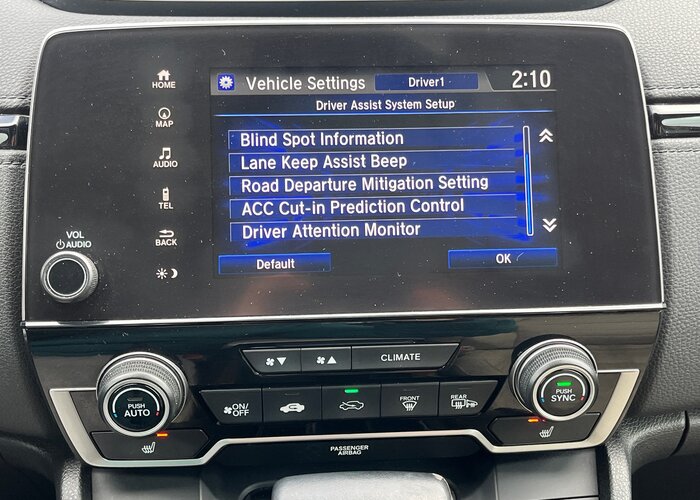 Vehicle Settings Driver1 2:10
Driver Assist System Setup
HOME
MAP
AUDIO
TEL
BACK
Blind Spot Information
Lane Keep Assist Beep
Road Departure Mitigation Setting
ACC Cut-in Prediction Control
Driver Attention Monitor
Default OK
VOL
AUDIO
CLIMATE
PUSH
AUTO
ON/
OFF
FRONT
REAR
PUSH
SYNC
PASSENGER
AIRBAG